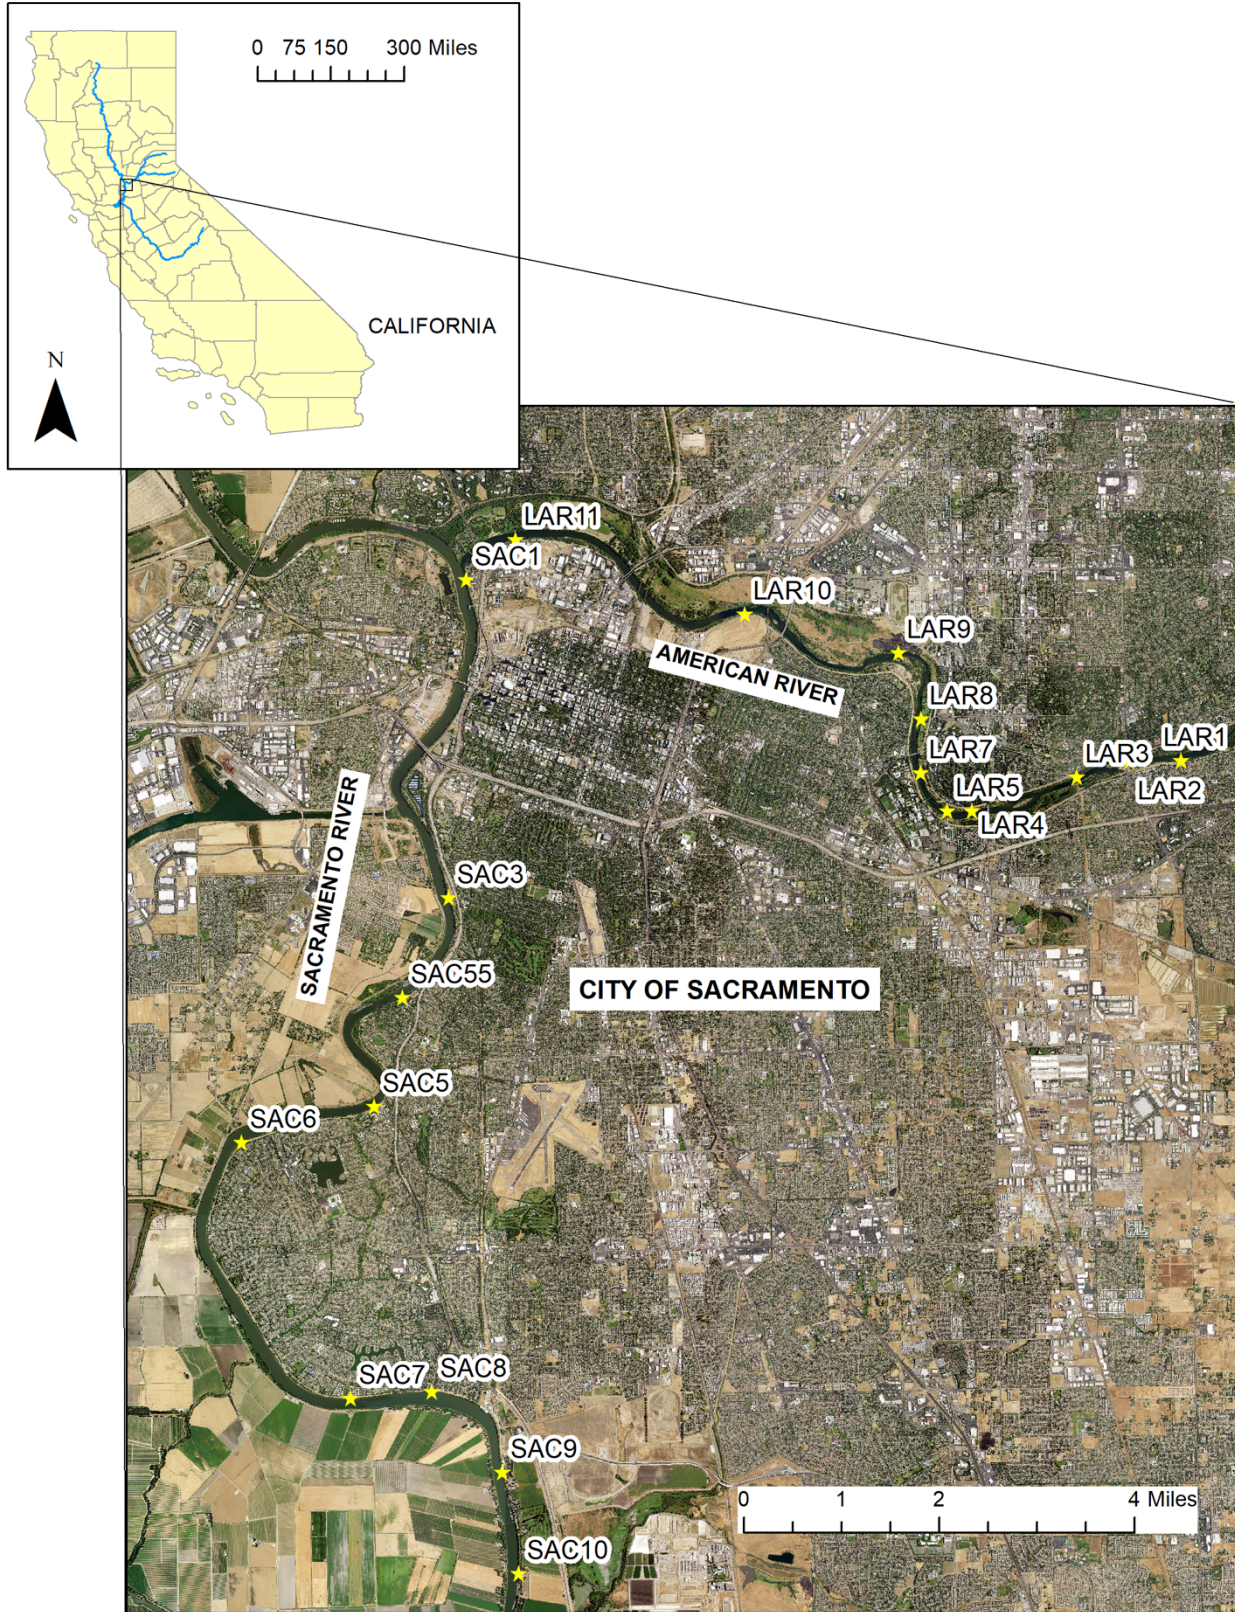 0 75 150 300 Miles
CALIFORNIA
N
LAR11
SAC1
LAR10
LAR9
AMERICAN RIVER
LAR8
LAR1
LAR3
LAR7
LAR2
LAR5
LAR4
SACRAMENTO RIVER
SAC3
SAC55
CITY OF SACRAMENTO
SAC5
SAC6
SAC8
SAC7
SAC9
0 1 2 4 Miles
SAC10